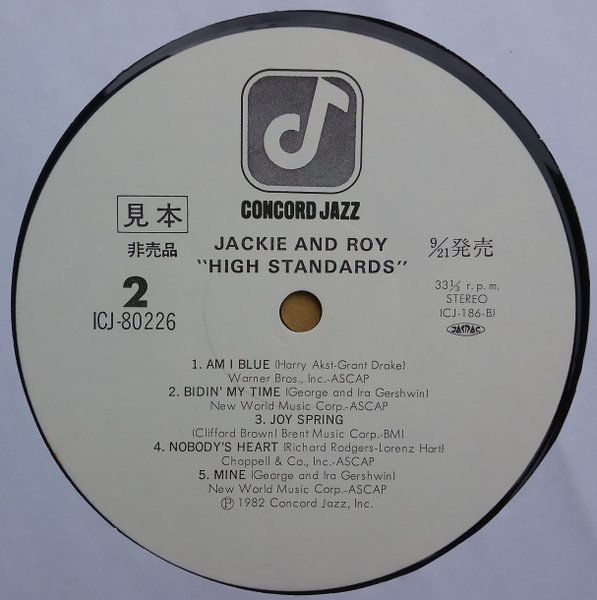 CONCORD JAZZ
見本
非売品
JACKIE AND ROY
"HIGH STANDARDS"
9/21発売
2
ICJ-80226
33⅓ r.p.m.
STEREO
(CJ-186-B)
JASRAC
1. AM I BLUE (Harry Akst-Grant Drake)
Warner Bros., Inc.-ASCAP
2. BIDIN' MY TIME (George and Ira Gershwin)
New World Music Corp.-ASCAP
3. JOY SPRING
(Clifford Brown) Brent Music Corp.-BMI
4. NOBODY'S HEART (Richard Rodgers-Lorenz Hart)
Chappell & Co., Inc.-ASCAP
5. MINE (George and Ira Gershwin)
New World Music Corp.-ASCAP
℗ 1982 Concord Jazz, Inc.